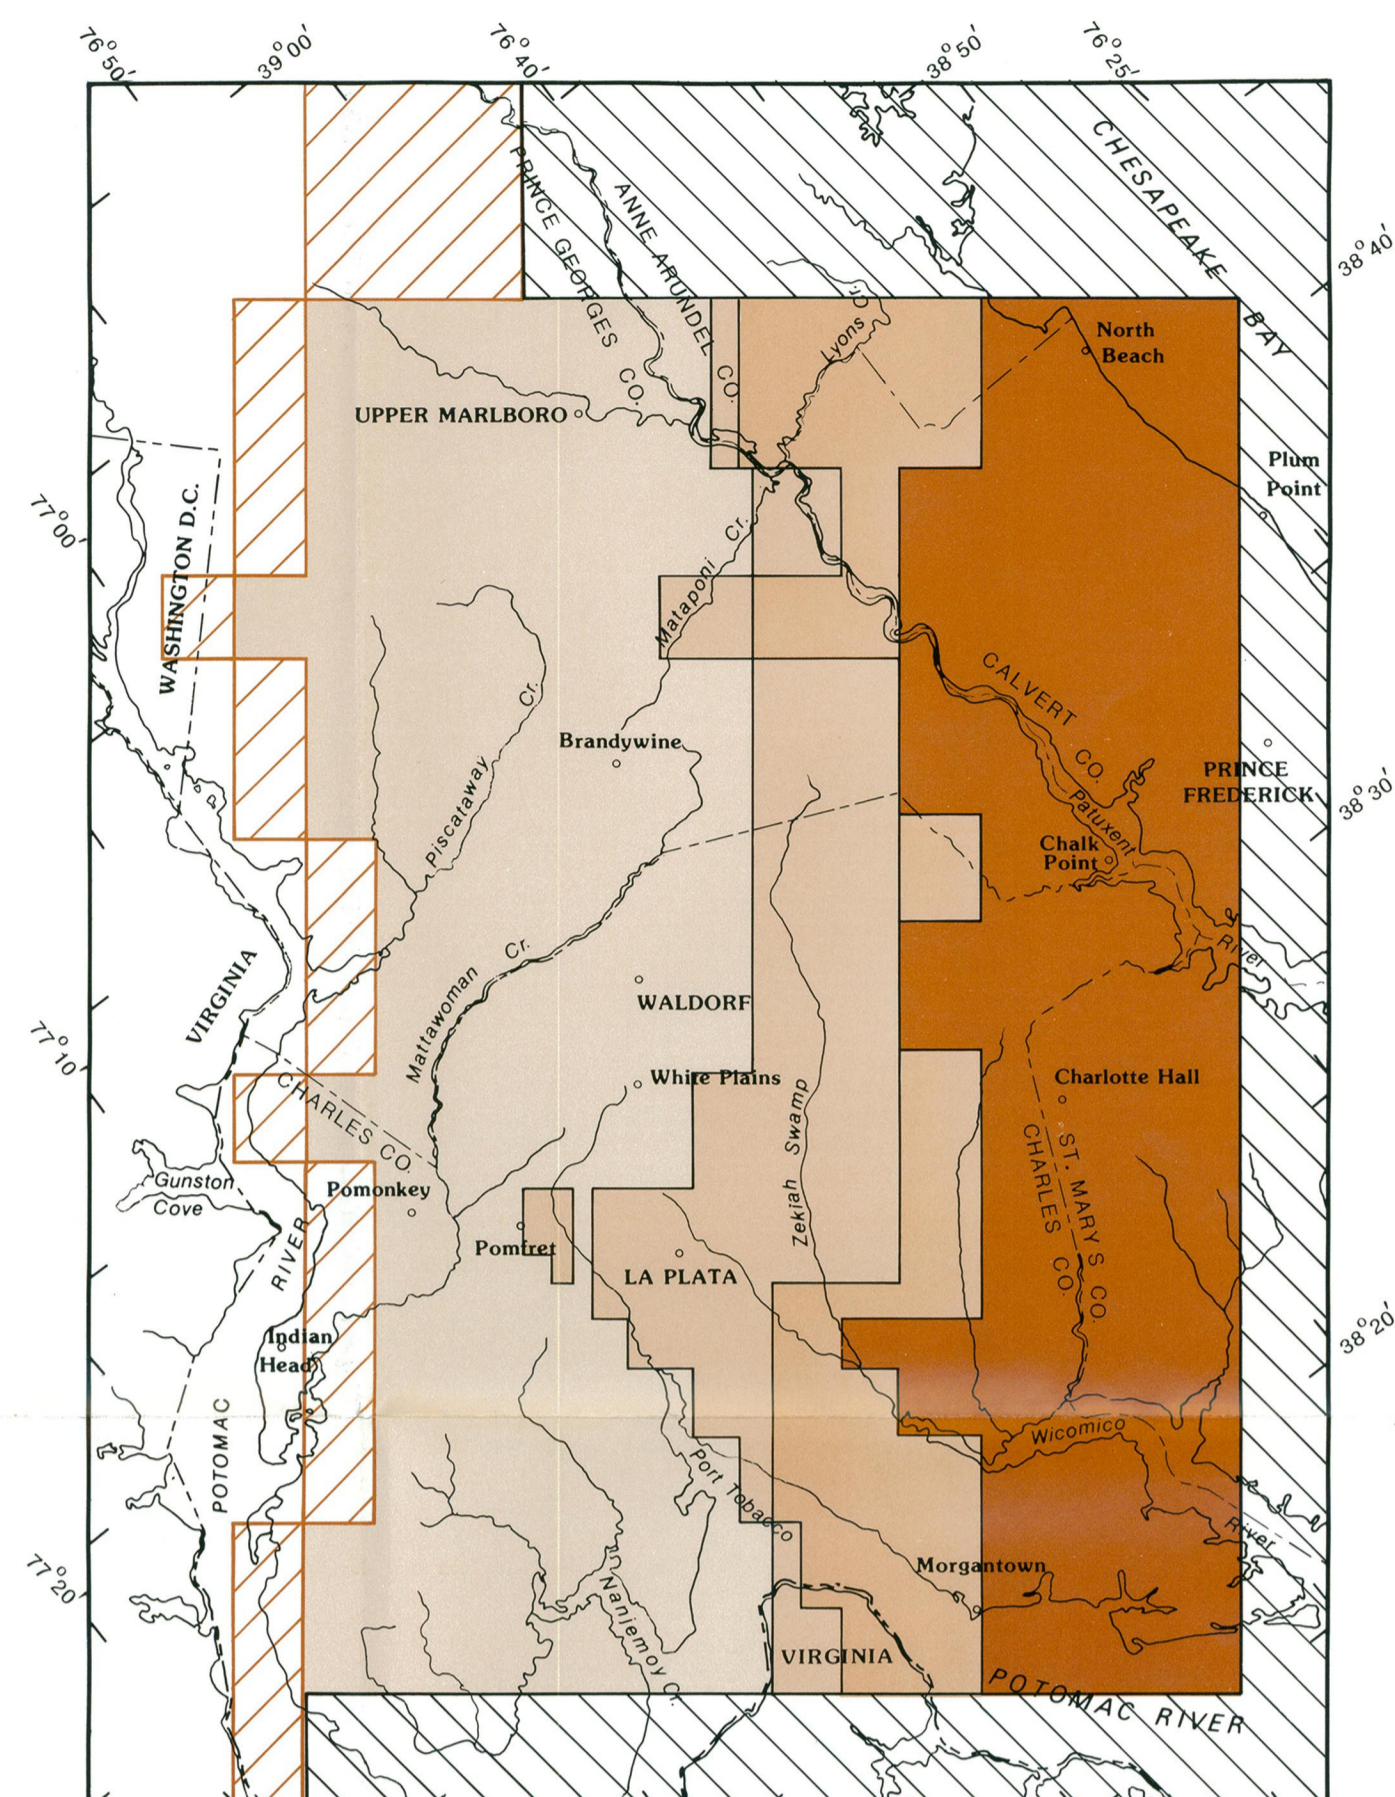 76°50'
39°00'
76°40'
38°50'
76°25'
CHESAPEAKE
BAY
38°40'
PRINCE GEORGES CO.
ANNE ARUNDEL CO.
Lyons Cr.
North
Beach
UPPER MARLBORO
Plum
Point
WASHINGTON D.C.
77°00'
Mataponi Cr.
CALVERT CO.
Piscataway Cr.
Brandywine
PRINCE
FREDERICK
38°30'
Patuxent
River
Chalk
Point
VIRGINIA
Mattawoman Cr.
WALDORF
77°10'
White Plains
Charlotte Hall
CHARLES CO.
Zekiah Swamp
ST. MARY'S CO.
CHARLES CO.
Gunston
Cove
Pomonkey
Pomfret
LA PLATA
RIVER
POTOMAC
Indian
Head
38°20'
Wicomico
River
Port Tobacco
Morgantown
77°20'
Nanjemoy Cr.
VIRGINIA
POTOMAC RIVER